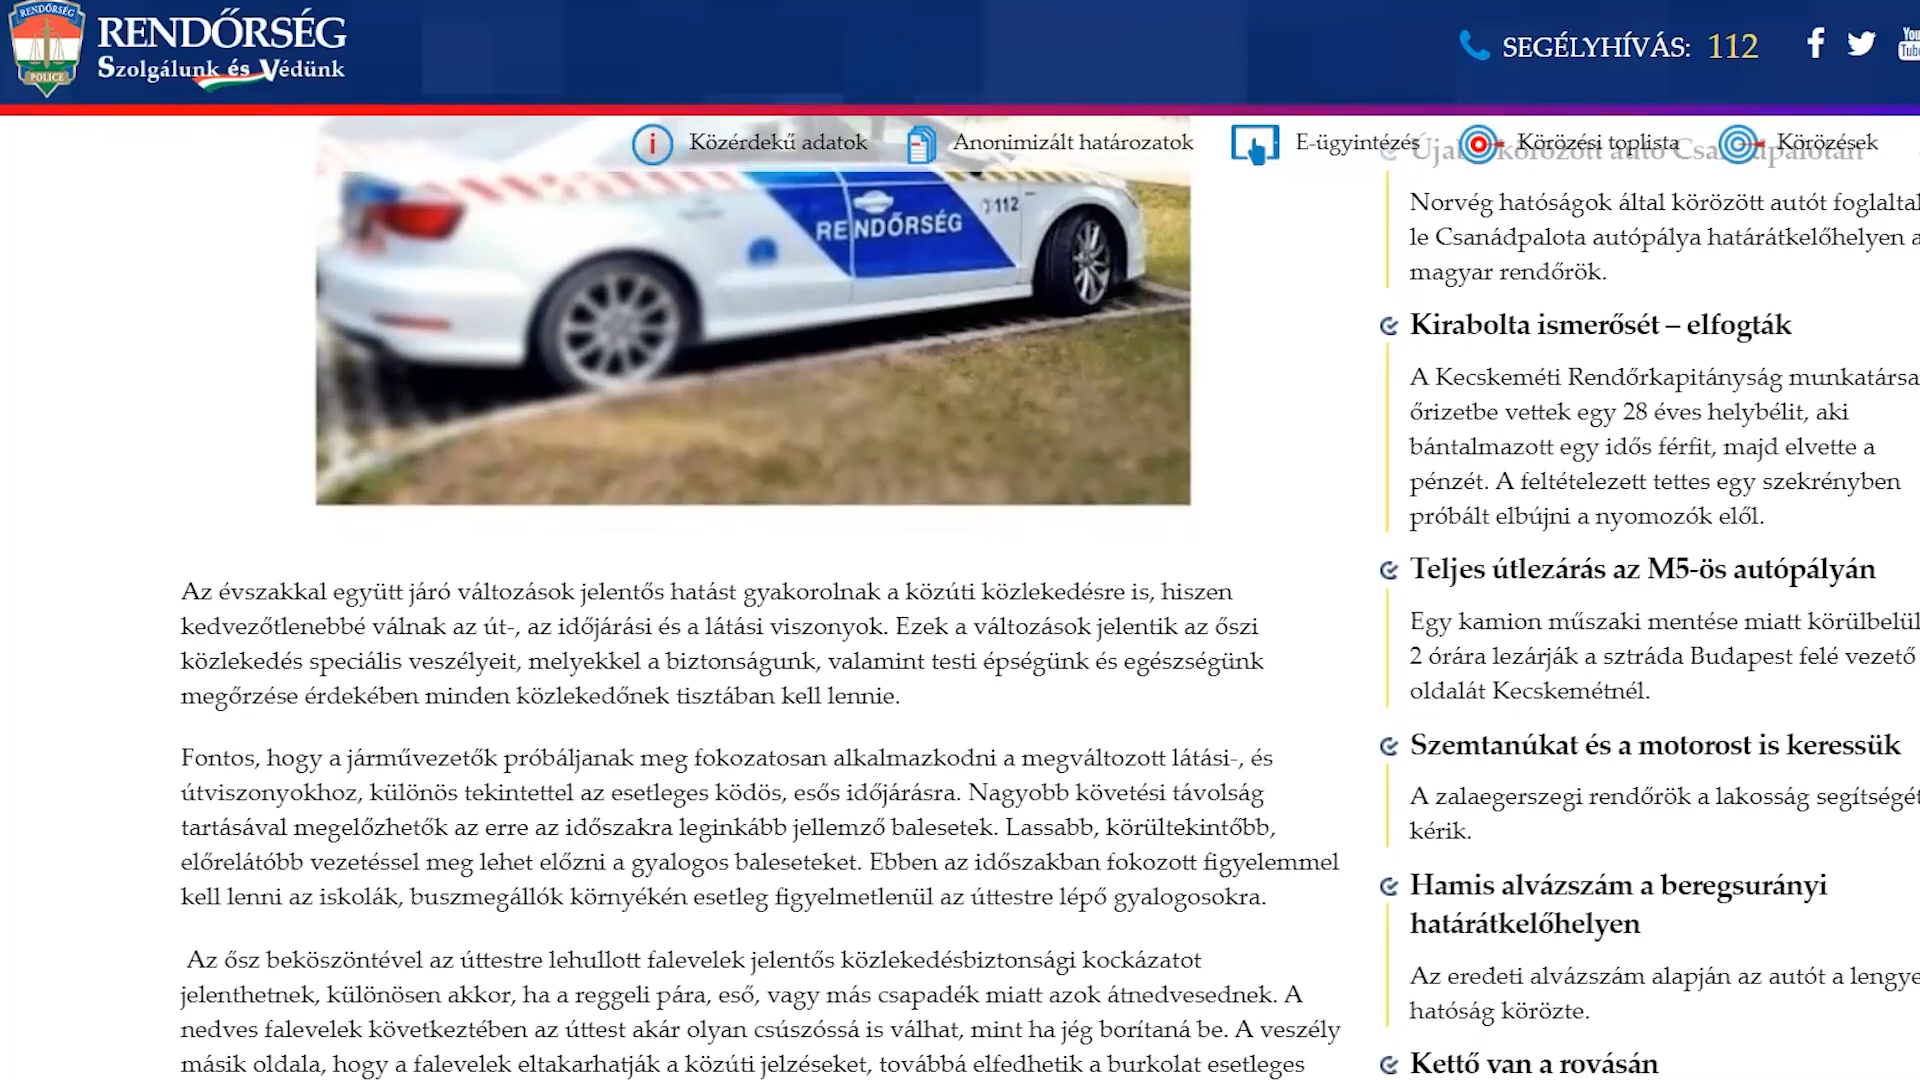 RENDŐRSÉG
POLICE
RENDŐRSÉG
Szolgálunk és Védünk
SEGÉLYHÍVÁS: 112
You
Tube
Közérdekű adatok
Anonimizált határozatok
E-ügyintézés
Körözési toplista
Körözések
RENDŐRSÉG
112
Az évszakkal együtt járó változások jelentős hatást gyakorolnak a közúti közlekedésre is, hiszen
kedvezőtlenebbé válnak az út-, az időjárási és a látási viszonyok. Ezek a változások jelentik az őszi
közlekedés speciális veszélyeit, melyekkel a biztonságunk, valamint testi épségünk és egészségünk
megőrzése érdekében minden közlekedőnek tisztában kell lennie.
Fontos, hogy a járművezetők próbáljanak meg fokozatosan alkalmazkodni a megváltozott látási-, és
útviszonyokhoz, különös tekintettel az esetleges ködös, esős időjárásra. Nagyobb követési távolság
tartásával megelőzhetők az erre az időszakra leginkább jellemző balesetek. Lassabb, körültekintőbb,
előrelátóbb vezetéssel meg lehet előzni a gyalogos baleseteket. Ebben az időszakban fokozott figyelemmel
kell lenni az iskolák, buszmegállók környékén esetleg figyelmetlenül az úttestre lépő gyalogosokra.
Az ősz beköszöntével az úttestre lehullott falevelek jelentős közlekedésbiztonsági kockázatot
jelenthetnek, különösen akkor, ha a reggeli pára, eső, vagy más csapadék miatt azok átnedvesednek. A
nedves falevelek következtében az úttest akár olyan csúszóssá is válhat, mint ha jég borítaná be. A veszély
másik oldala, hogy a falevelek eltakarhatják a közúti jelzéseket, továbbá elfedhetik a burkolat esetleges
körözött autó
Norvég hatóságok által körözött autót foglaltal
le Csanádpalota autópálya határátkelőhelyen a
magyar rendőrök.
Kirabolta ismerősét – elfogták
A Kecskeméti Rendőrkapitányság munkatársa
őrizetbe vettek egy 28 éves helybélit, aki
bántalmazott egy idős férfit, majd elvette a
pénzét. A feltételezett tettes egy szekrényben
próbált elbújni a nyomozók elől.
Teljes útlezárás az M5-ös autópályán
Egy kamion műszaki mentése miatt körülbelül
2 órára lezárják a sztráda Budapest felé vezető
oldalát Kecskemétnél.
Szemtanúkat és a motorost is keressük
A zalaegerszegi rendőrök a lakosság segítségét
kérik.
Hamis alvázszám a beregsurányi
határátkelőhelyen
Az eredeti alvázszám alapján az autót a lengye
hatóság körözte.
Kettő van a rovásán